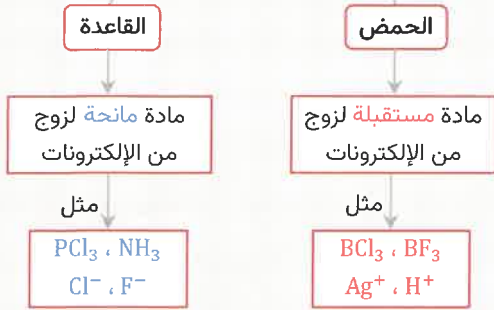 الحمض
مادة مستقبلة لزوج
من الإلكترونات
مثل
BCl₃ ، BF₃
Ag⁺ ، H⁺
القاعدة
مادة مانحة لزوج
من الإلكترونات
مثل
PCl₃ ، NH₃
Cl⁻ ، F⁻